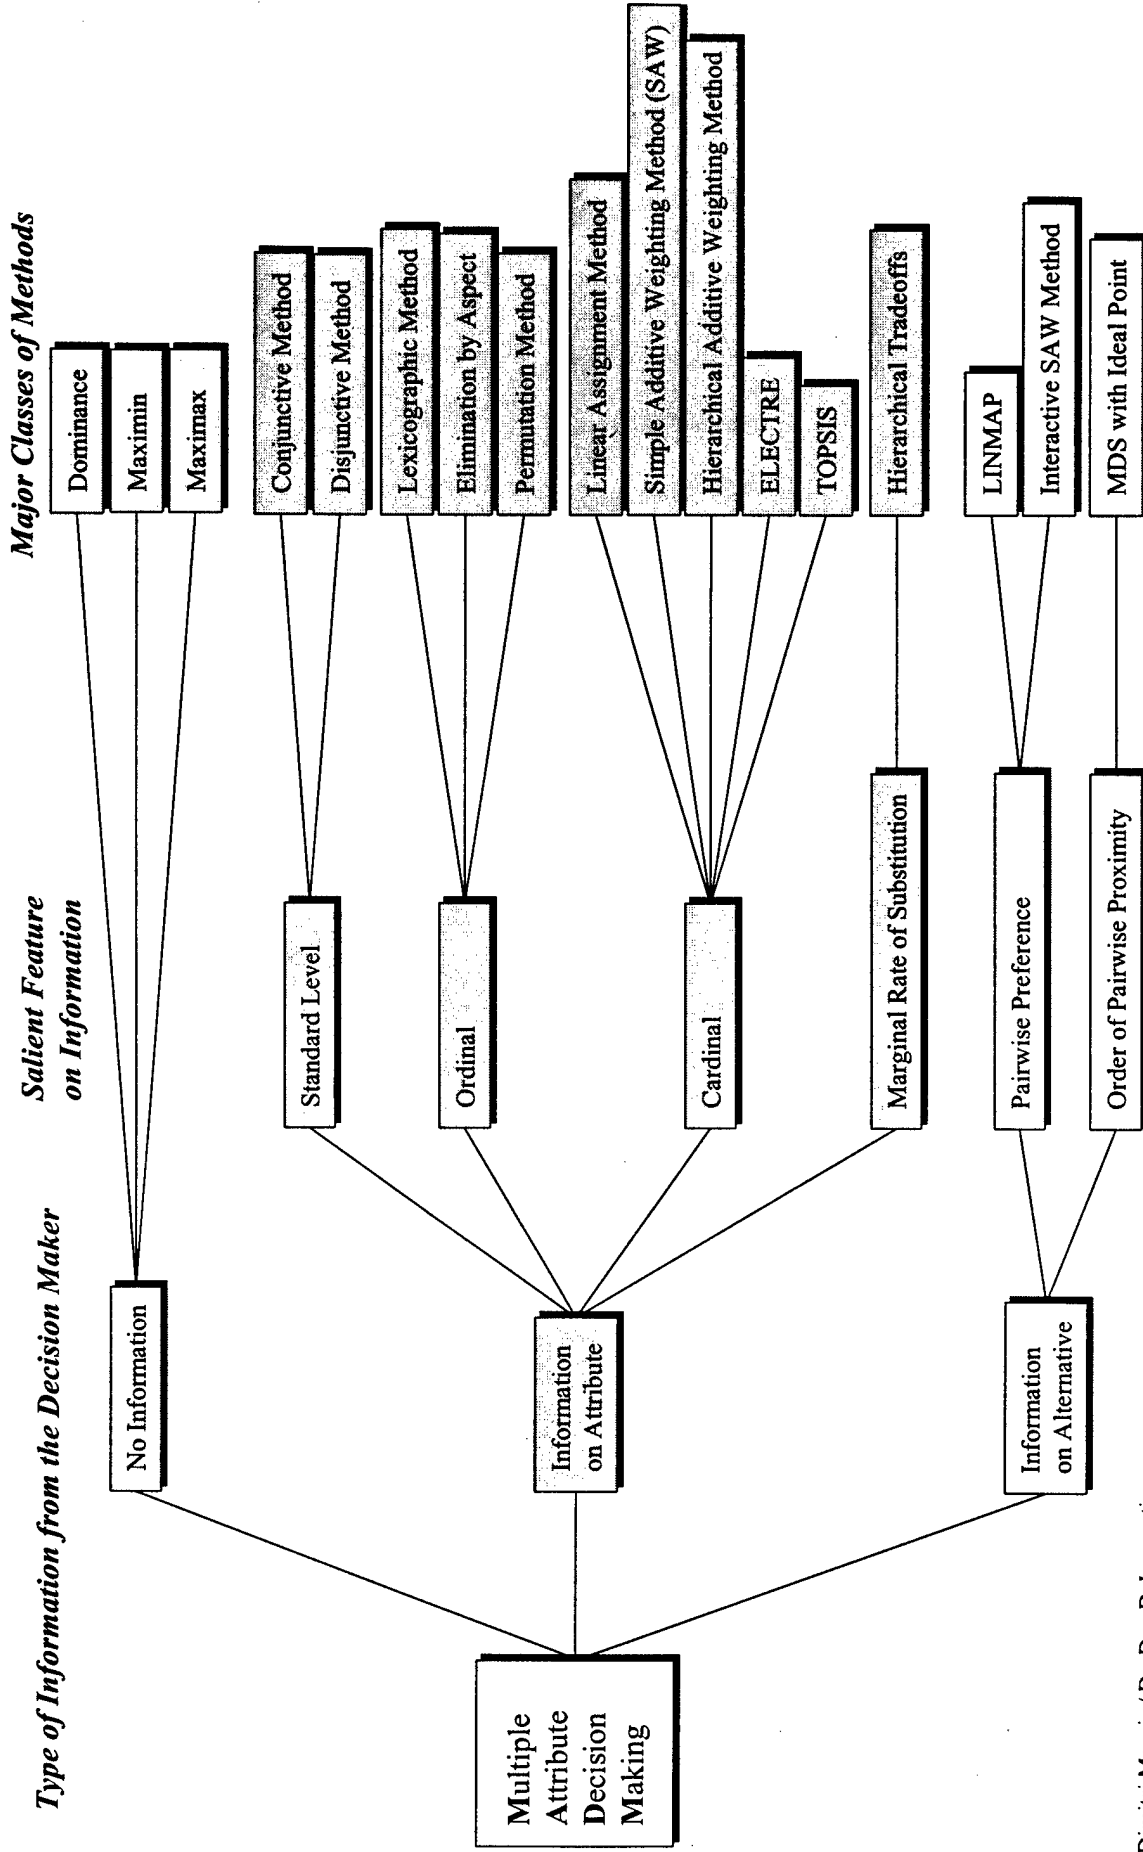 Type of Information from the Decision Maker
Salient Feature
on Information
Major Classes of Methods
Multiple
Attribute
Decision
Making
No Information
Dominance
Maximin
Maximax
Information
on Attribute
Standard Level
Conjunctive Method
Disjunctive Method
Ordinal
Lexicographic Method
Elimination by Aspect
Permutation Method
Cardinal
Linear Assignment Method
Simple Additive Weighting Method (SAW)
Hierarchical Additive Weighting Method
ELECTRE
TOPSIS
Marginal Rate of Substitution
Hierarchical Tradeoffs
Information
on Alternative
Pairwise Preference
LINMAP
Interactive SAW Method
Order of Pairwise Proximity
MDS with Ideal Point